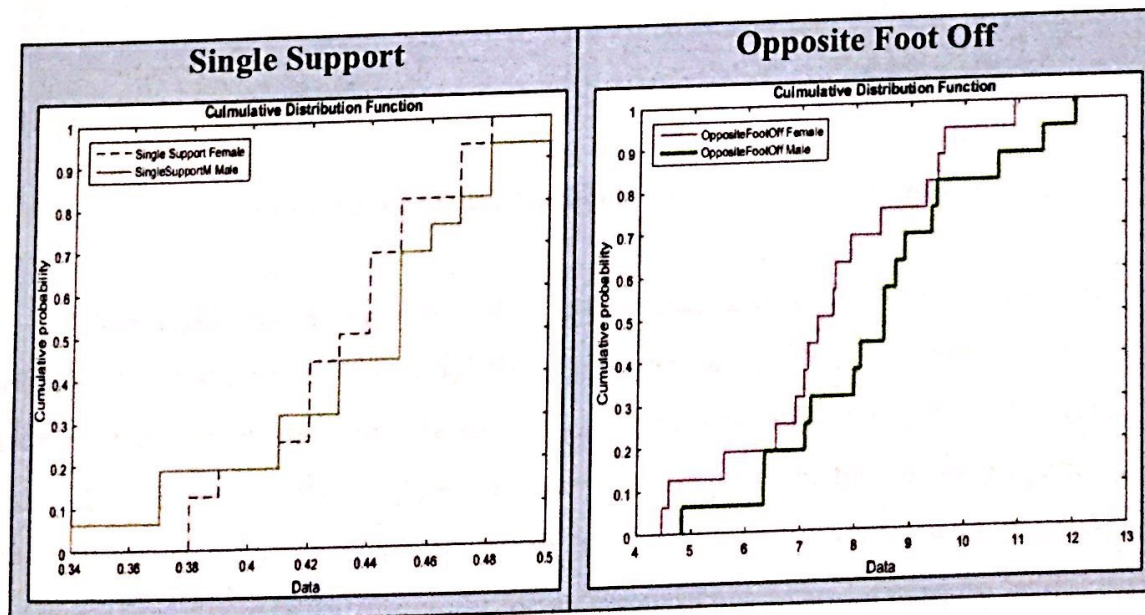 Single Support
Culmulative Distribution Function
Single Support Female
SingleSupportM Male
Cumulative probability
1
0.9
0.8
0.7
0.6
0.5
0.4
0.3
0.2
0.1
0
0.34 0.36 0.38 0.4 0.42 0.44 0.46 0.48 0.5
Data
Opposite Foot Off
Culmulative Distribution Function
OppositeFootOff Female
OppositeFootOff Male
Cumulative probability
1
0.9
0.8
0.7
0.6
0.5
0.4
0.3
0.2
0.1
0
4 5 6 7 8 9 10 11 12 13
Data